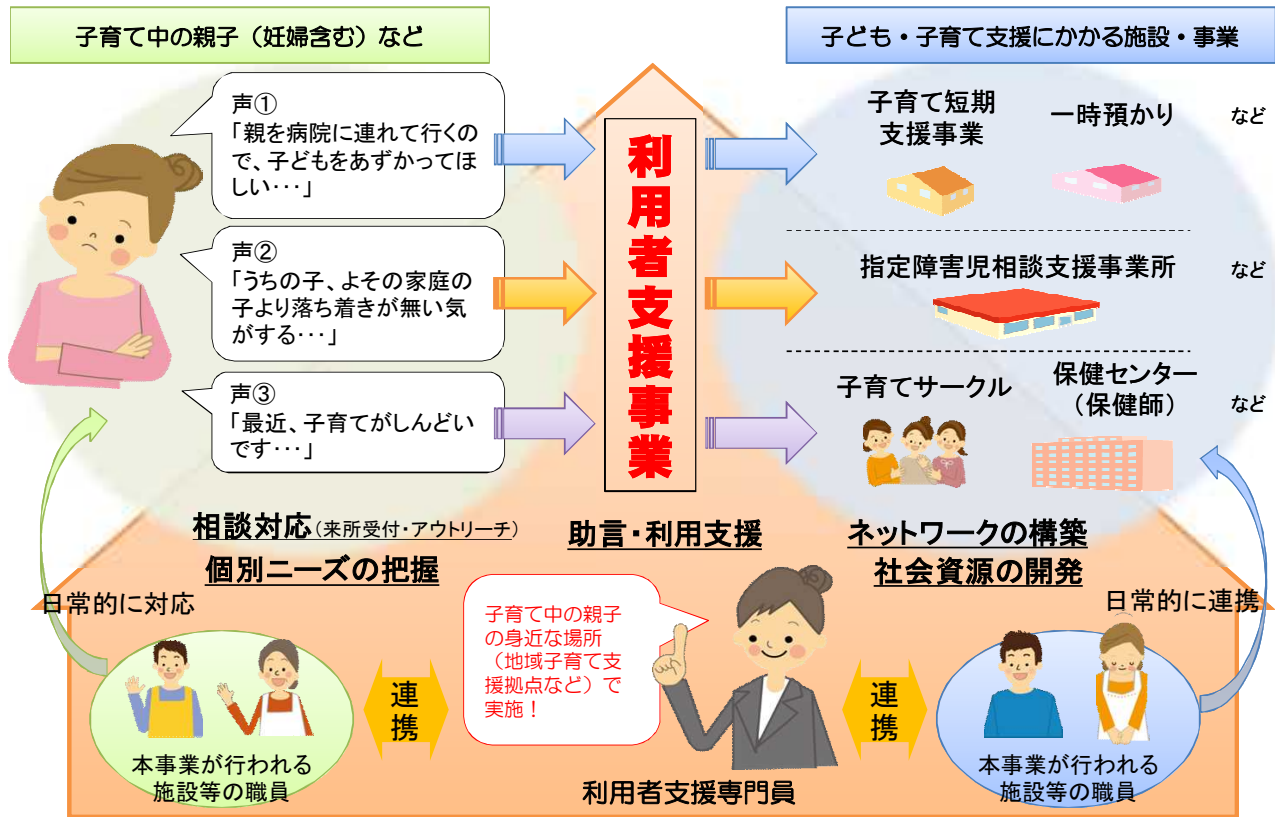 子育て中の親子（妊婦含む）など
子ども・子育て支援にかかる施設・事業
声①
「親を病院に連れて行くの
で、子どもをあずかってほ
しい･･･」
声②
「うちの子、よその家庭の
子より落ち着きが無い気
がする･･･」
声③
「最近、子育てがしんどい
です･･･」
利用者支援事業
子育て短期
支援事業
一時預かり
など
指定障害児相談支援事業所
など
子育てサークル
保健センター
（保健師）
など
相談対応（来所受付・アウトリーチ）
個別ニーズの把握
助言・利用支援
ネットワークの構築
社会資源の開発
日常的に対応
日常的に連携
子育て中の親子
の身近な場所
（地域子育て支
援拠点など）で
実施！
連携
連携
本事業が行われる
施設等の職員
利用者支援専門員
本事業が行われる
施設等の職員